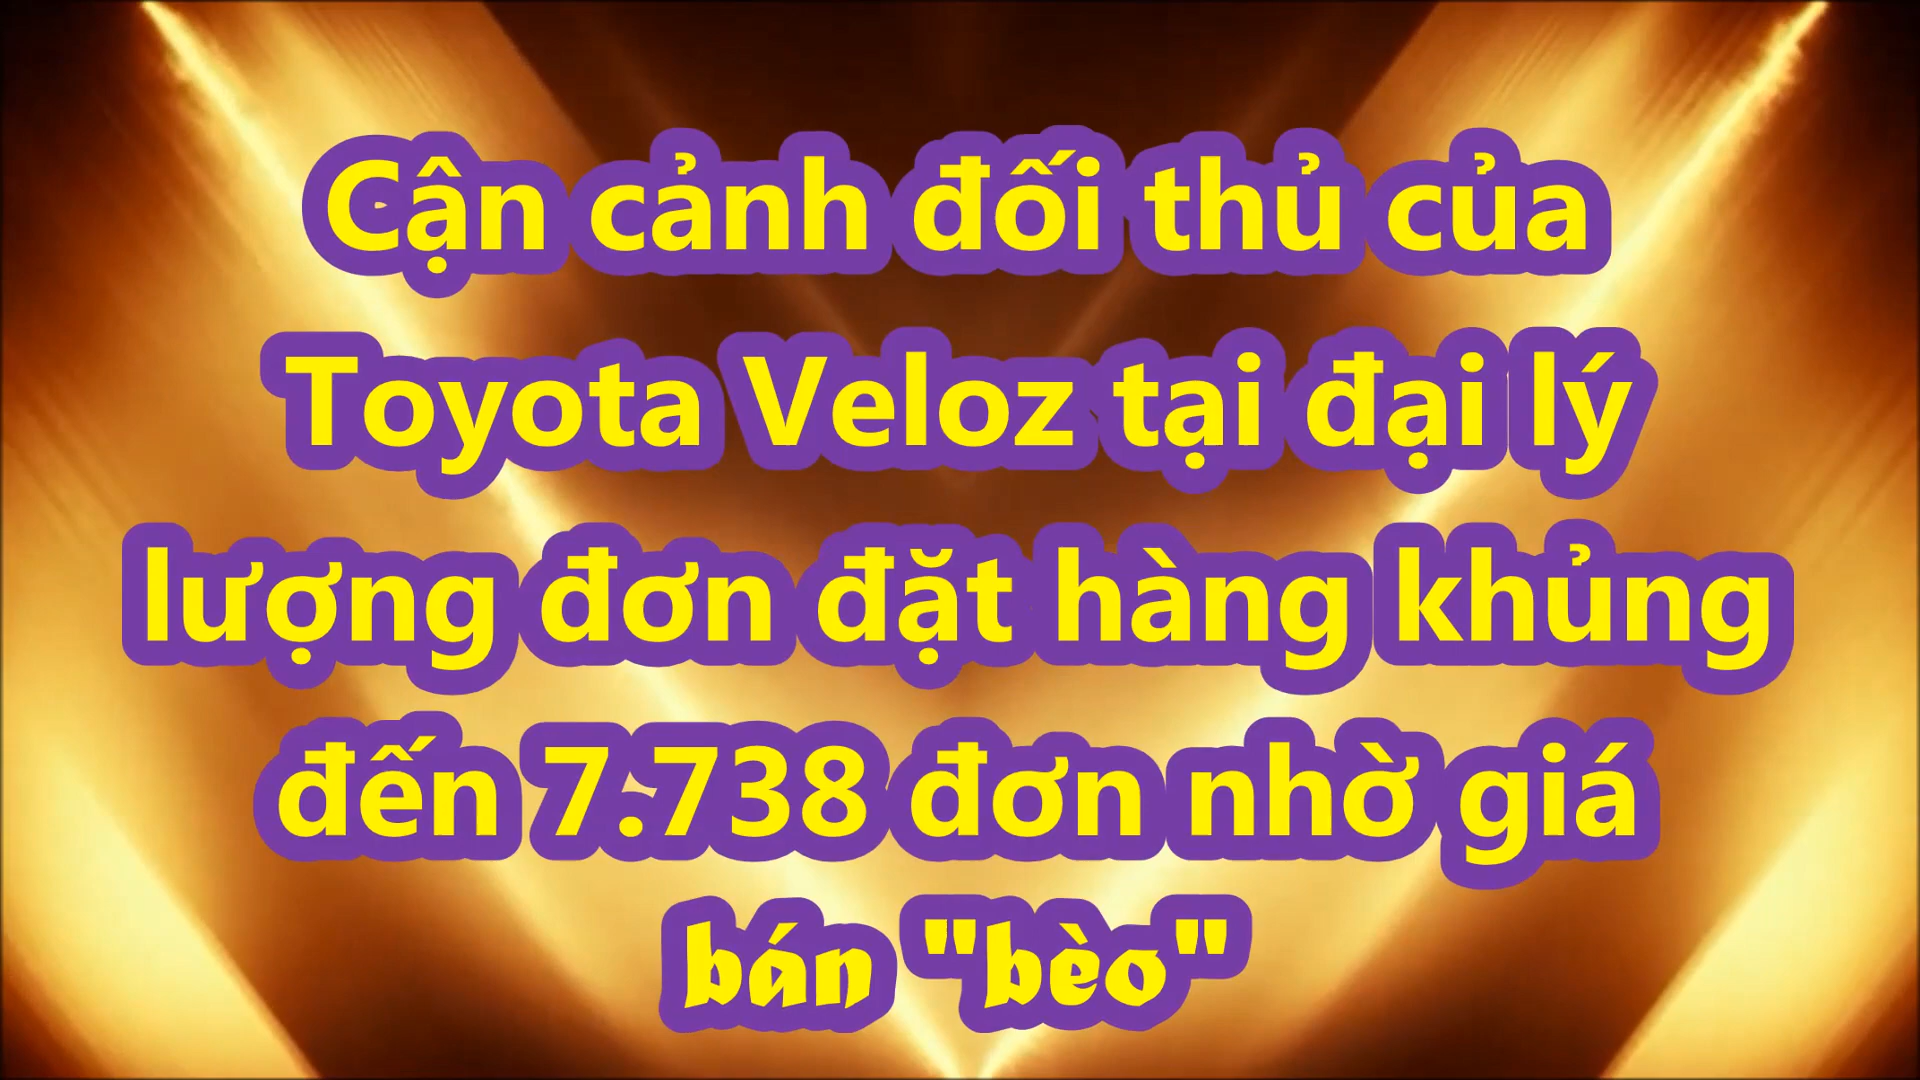 Cận cảnh đối thủ của
Toyota Veloz tại đại lý
lượng đơn đặt hàng khủng
đến 7.738 đơn nhờ giá
bán "bèo"